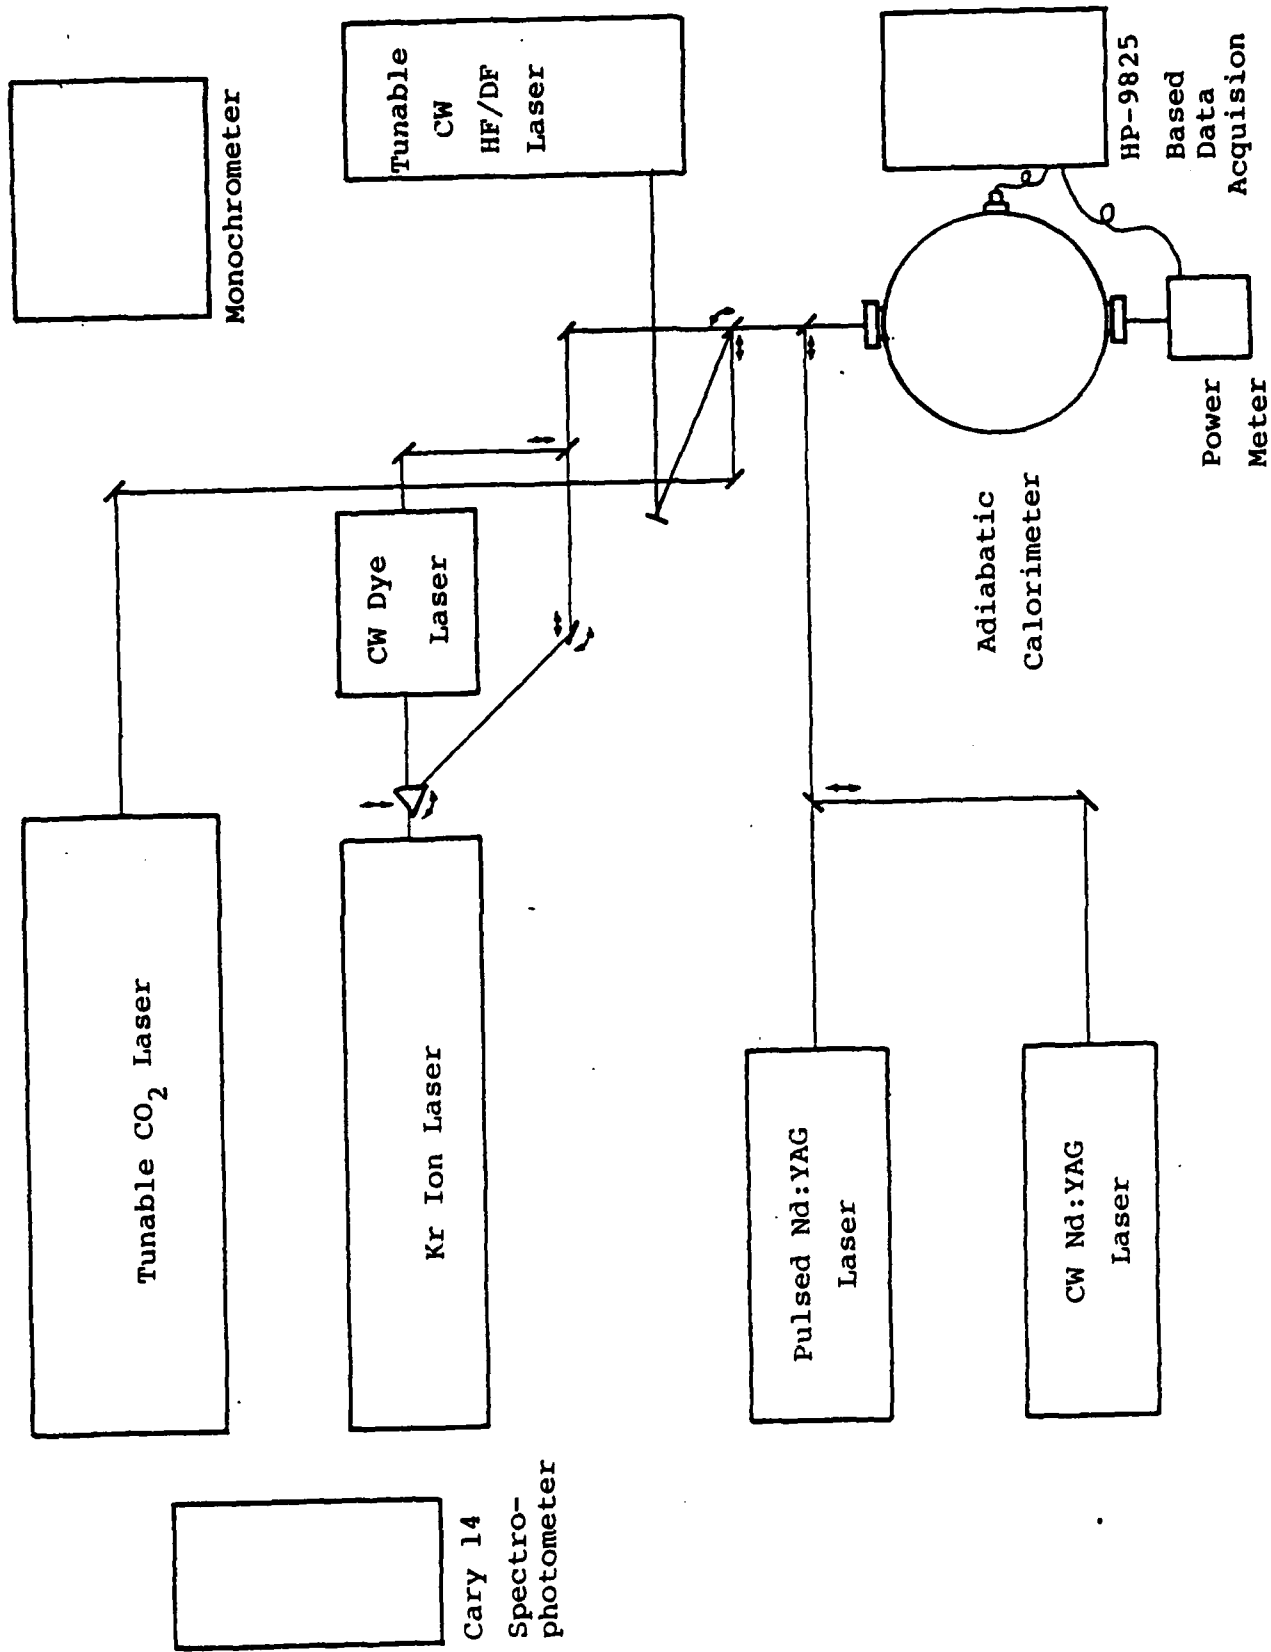 Cary 14
Spectro-
photometer
Tunable CO2 Laser
Kr Ion Laser
CW Dye
Laser
Monochrometer
Tunable
CW
HF/DF
Laser
Pulsed Nd:YAG
Laser
CW Nd:YAG
Laser
Adiabatic
Calorimeter
Power
Meter
HP-9825
Based
Data
Acquision